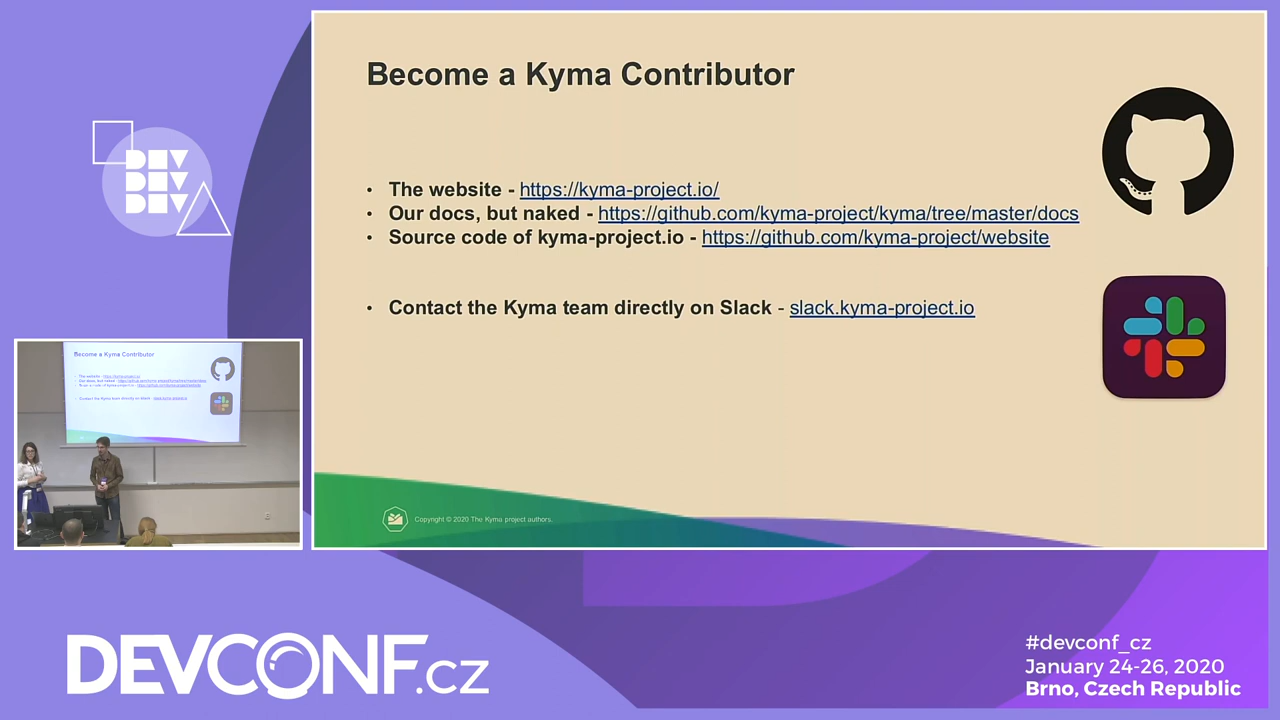 DEV
DEV
DEV
Become a Kyma Contributor
• The website - https://kyma-project.io/
• Our docs, but naked - https://github.com/kyma-project/kyma/tree/master/docs
• Source code of kyma-project.io - https://github.com/kyma-project/website
• Contact the Kyma team directly on Slack - slack.kyma-project.io
Copyright © 2020 The Kyma project authors.
Become a Kyma Contributor
DEVCONF.cz
#devconf_cz
January 24-26, 2020
Brno, Czech Republic